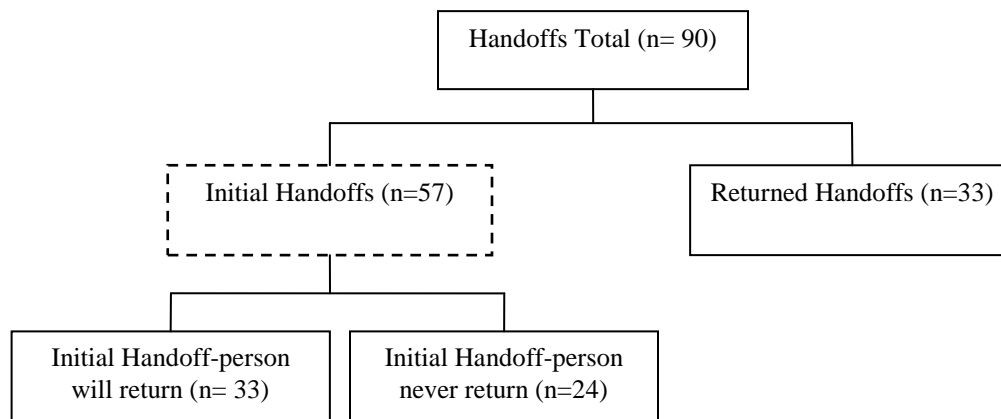 Handoffs Total (n= 90)
Initial Handoffs (n=57)
Returned Handoffs (n=33)
Initial Handoff-person
will return (n= 33)
Initial Handoff-person
never return (n=24)